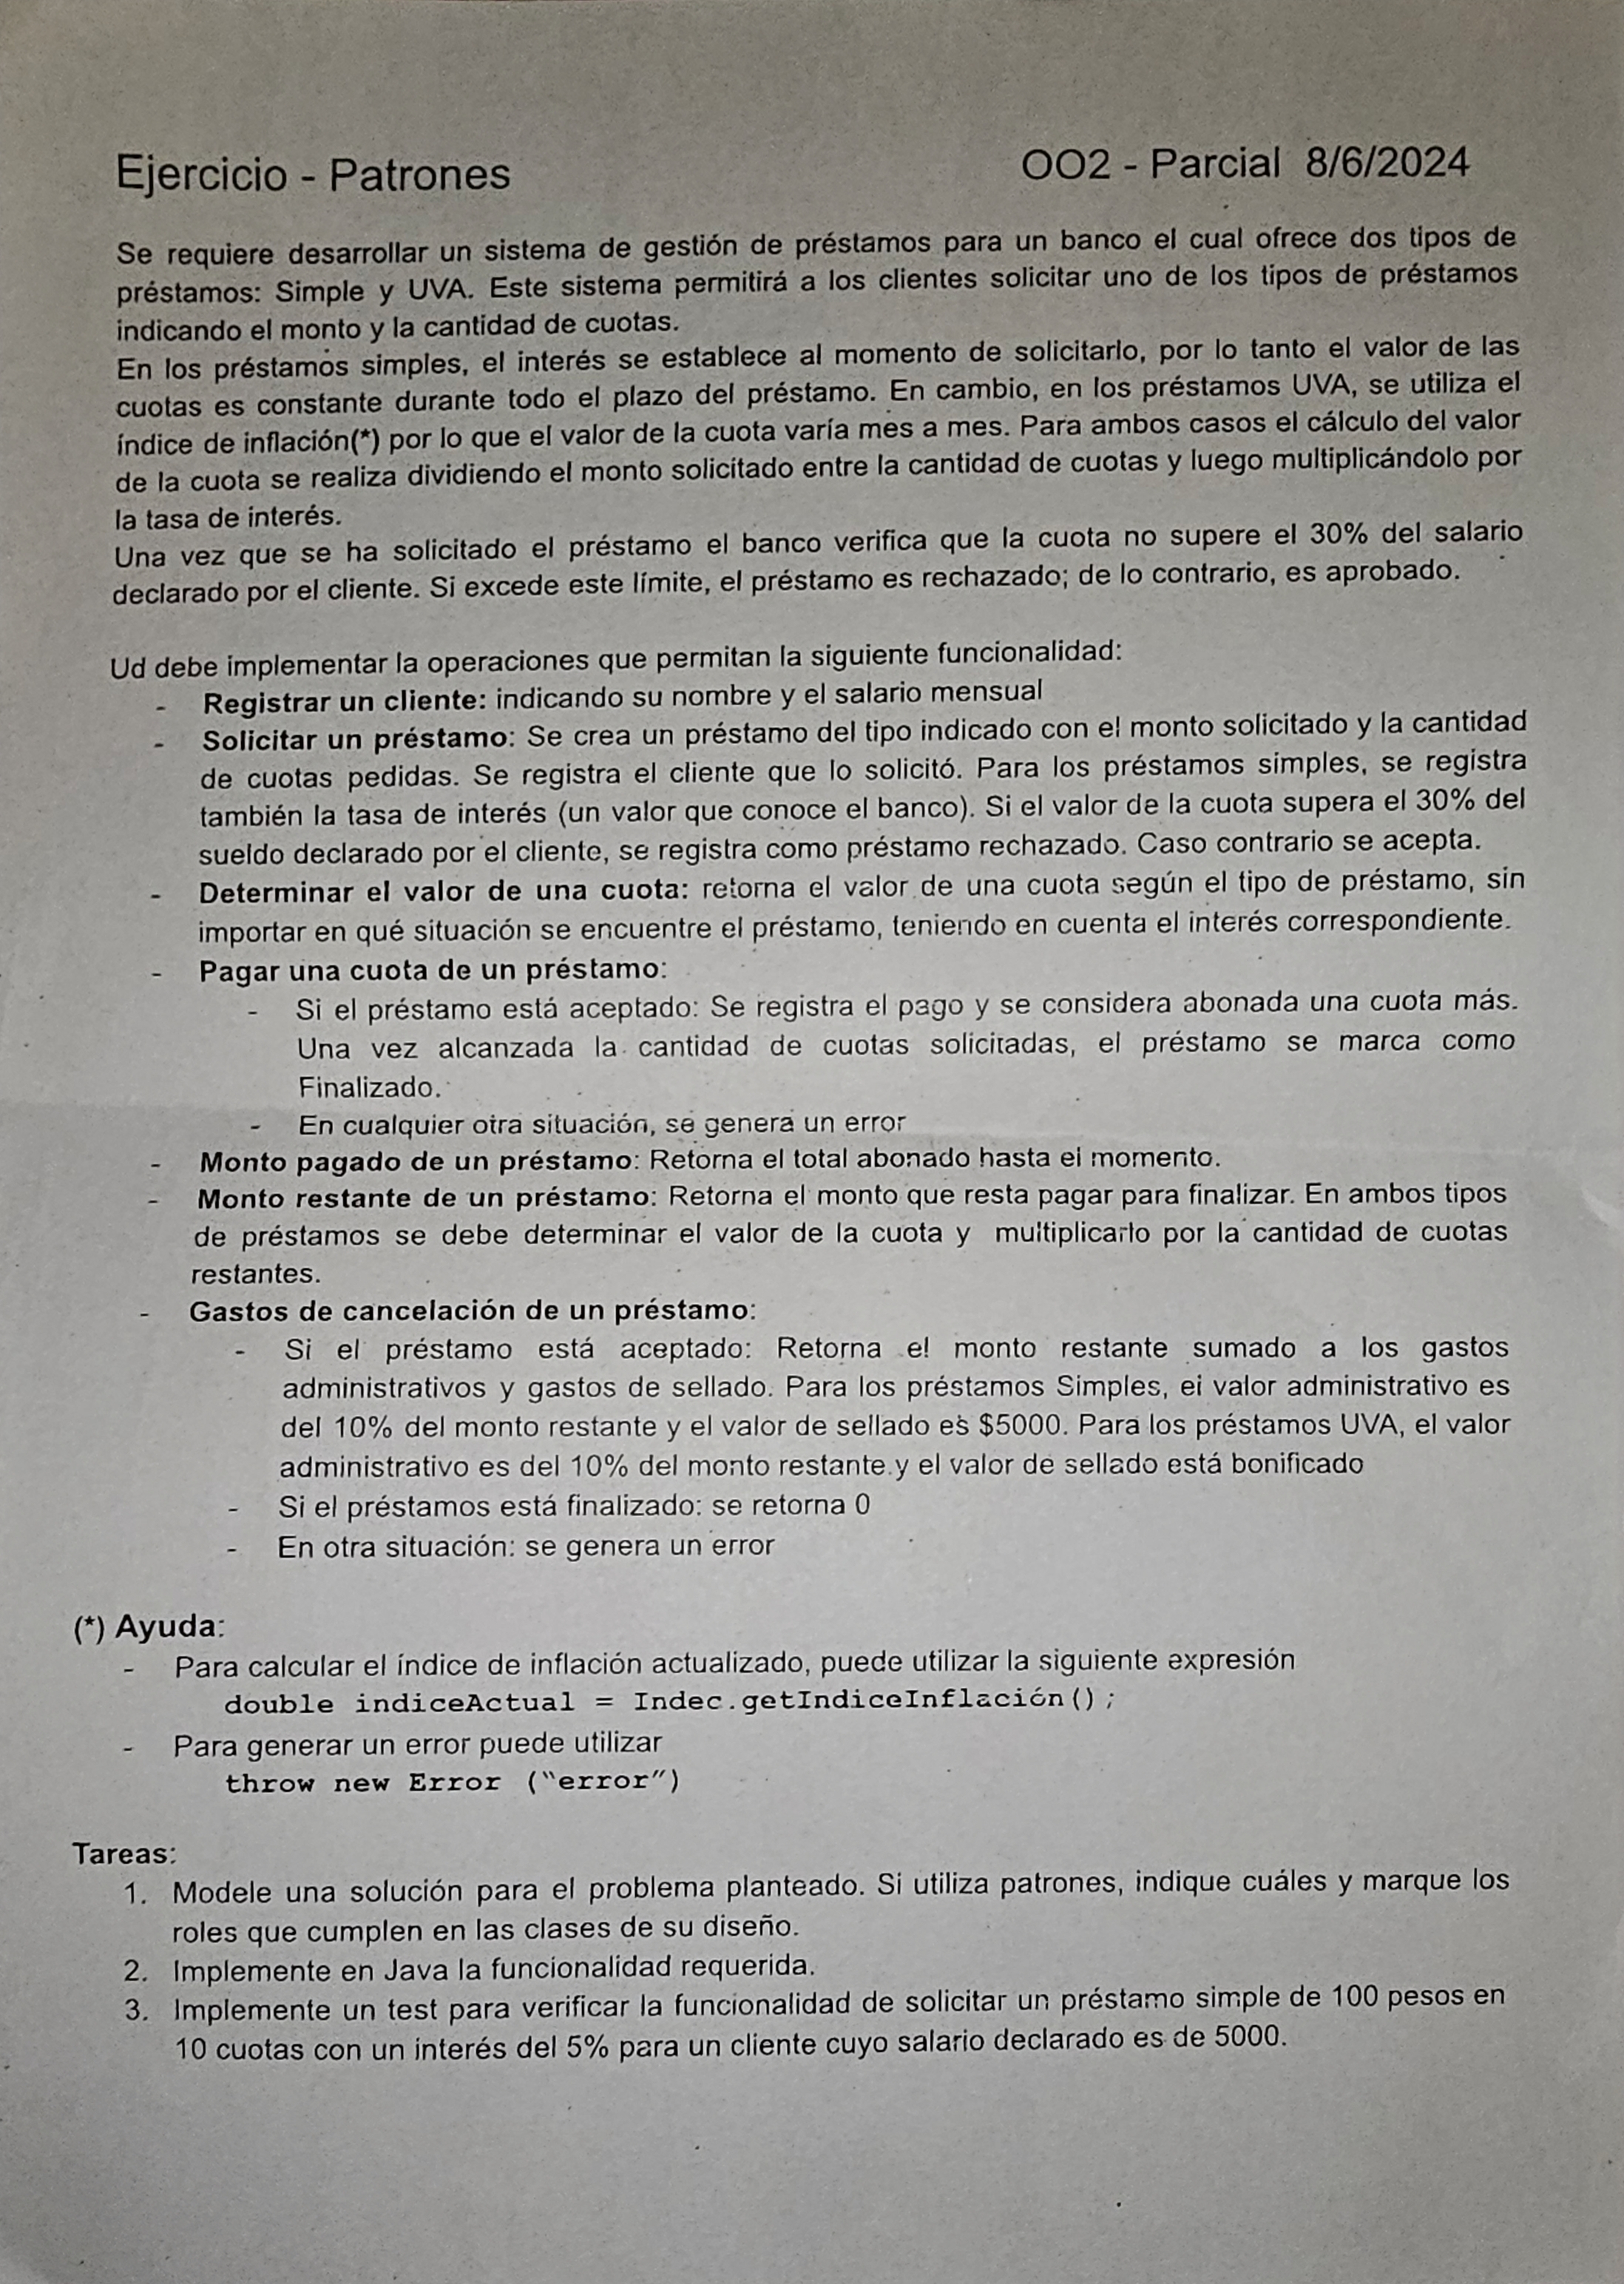 Ejercicio - Patrones
OO2 - Parcial 8/6/2024
Se requiere desarrollar un sistema de gestión de préstamos para un banco el cual ofrece dos tipos de
préstamos: Simple y UVA. Este sistema permitirá a los clientes solicitar uno de los tipos de préstamos
indicando el monto y la cantidad de cuotas.
En los préstamos simples, el interés se establece al momento de solicitarlo, por lo tanto el valor de las
cuotas es constante durante todo el plazo del préstamo. En cambio, en los préstamos UVA, se utiliza el
índice de inflación(*) por lo que el valor de la cuota varía mes a mes. Para ambos casos el cálculo del valor
de la cuota se realiza dividiendo el monto solicitado entre la cantidad de cuotas y luego multiplicándolo por
la tasa de interés.
Una vez que se ha solicitado el préstamo el banco verifica que la cuota no supere el 30% del salario
declarado por el cliente. Si excede este límite, el préstamo es rechazado; de lo contrario, es aprobado.
Ud debe implementar la operaciones que permitan la siguiente funcionalidad:
- Registrar un cliente: indicando su nombre y el salario mensual
- Solicitar un préstamo: Se crea un préstamo del tipo indicado con el monto solicitado y la cantidad
de cuotas pedidas. Se registra el cliente que lo solicitó. Para los préstamos simples, se registra
también la tasa de interés (un valor que conoce el banco). Si el valor de la cuota supera el 30% del
sueldo declarado por el cliente, se registra como préstamo rechazado. Caso contrario se acepta.
- Determinar el valor de una cuota: retorna el valor de una cuota según el tipo de préstamo, sin
importar en qué situación se encuentre el préstamo, teniendo en cuenta el interés correspondiente.
- Pagar una cuota de un préstamo:
- Si el préstamo está aceptado: Se registra el pago y se considera abonada una cuota más.
Una vez alcanzada la cantidad de cuotas solicitadas, el préstamo se marca como
Finalizado.
- En cualquier otra situación, se genera un error
- Monto pagado de un préstamo: Retorna el total abonado hasta el momento.
- Monto restante de un préstamo: Retorna el monto que resta pagar para finalizar. En ambos tipos
de préstamos se debe determinar el valor de la cuota y multiplicarlo por la cantidad de cuotas
restantes.
- Gastos de cancelación de un préstamo:
- Si el préstamo está aceptado: Retorna el monto restante sumado a los gastos
administrativos y gastos de sellado. Para los préstamos Simples, el valor administrativo es
del 10% del monto restante y el valor de sellado es $5000. Para los préstamos UVA, el valor
administrativo es del 10% del monto restante y el valor de sellado está bonificado
- Si el préstamos está finalizado: se retorna 0
- En otra situación: se genera un error
(*) Ayuda:
- Para calcular el índice de inflación actualizado, puede utilizar la siguiente expresión
double indiceActual = Indec.getIndiceInflación();
- Para generar un error puede utilizar
throw new Error ("error")
Tareas:
1. Modele una solución para el problema planteado. Si utiliza patrones, indique cuáles y marque los
roles que cumplen en las clases de su diseño.
2. Implemente en Java la funcionalidad requerida.
3. Implemente un test para verificar la funcionalidad de solicitar un préstamo simple de 100 pesos en
10 cuotas con un interés del 5% para un cliente cuyo salario declarado es de 5000.